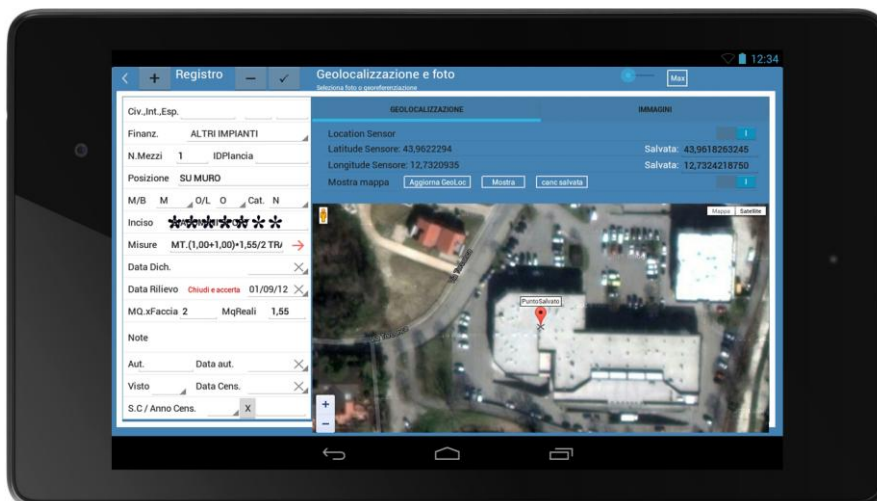 12:34
Registro
Geolocalizzazione e foto
Seleziona foto o georeferenziazione
Max
Civ.,Int.,Esp.
Finanz. ALTRI IMPIANTI
N.Mezzi 1 IDPlancia
Posizione SU MURO
M/B M O/L O Cat. N
Inciso
Misure MT.(1,00+1,00)*1,55/2 TRA
Data Dich.
Data Rilievo Chiudi e accerta 01/09/12
MQ.xFaccia 2 MqReali 1,55
Note
Aut. Data aut.
Visto Data Cens.
S.C / Anno Cens. X
GEOLOCALIZZAZIONE IMMAGINI
Location Sensor
Latitude Sensore: 43,9622294 Salvata: 43,9618263245
Longitude Sensore: 12,7320935 Salvata: 12,7324218750
Mostra mappa Aggiorna GeoLoc Mostra canc salvata
Mappa Satellite
PuntoSalvato